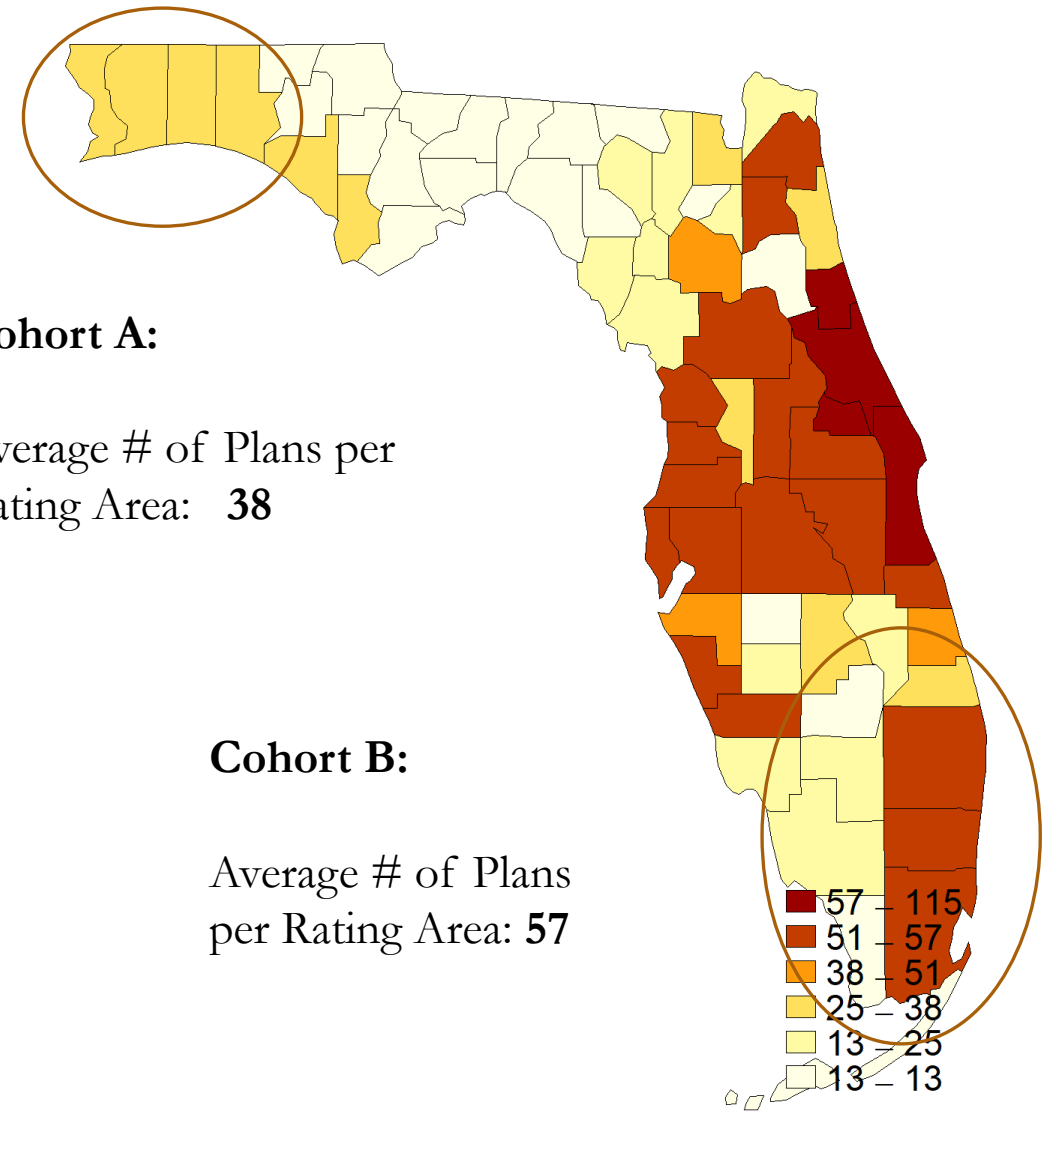 ohort A:
verage # of Plans per
ating Area: 38
Cohort B:
Average # of Plans
per Rating Area: 57
57 – 115
51 – 57
38 – 51
25 – 38
13 – 25
13 – 13